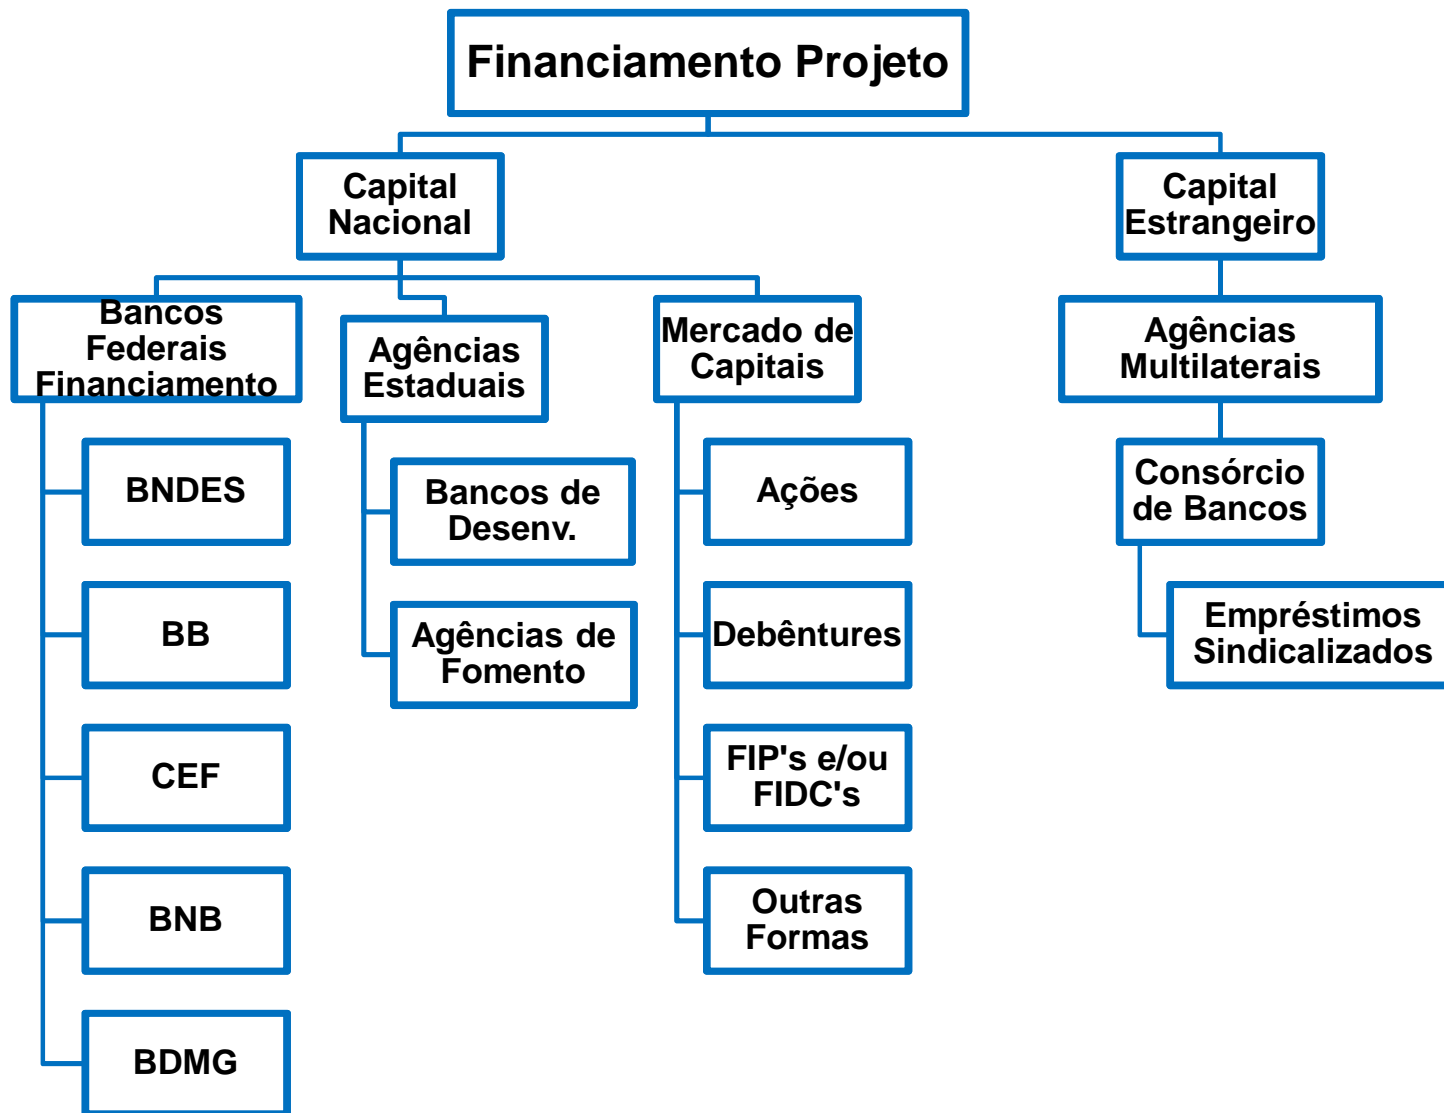 Financiamento Projeto
Capital
Nacional
Capital
Estrangeiro
Bancos
Federais
Financiamento
Agências
Estaduais
Mercado de
Capitais
Agências
Multilaterais
BNDES
BB
CEF
BNB
BDMG
Bancos de
Desenv.
Agências de
Fomento
Ações
Debêntures
FIP's e/ou
FIDC's
Outras
Formas
Consórcio
de Bancos
Empréstimos
Sindicalizados